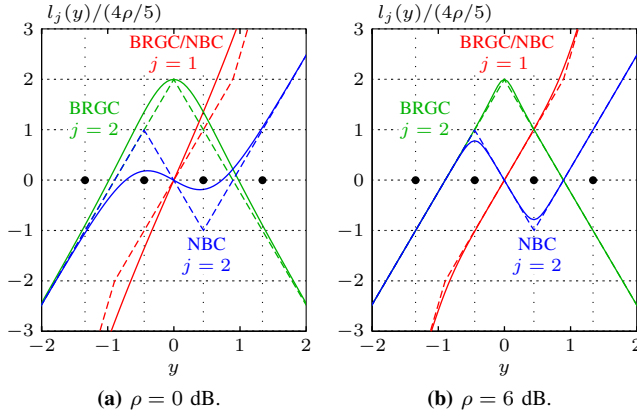 l_j(y)/(4ρ/5)
3
2
1
0
−1
−2
−3
−2
−1
0
1
2
y
BRGC/NBC
j = 1
BRGC
j = 2
NBC
j = 2
(a) ρ = 0 dB.
l_j(y)/(4ρ/5)
3
2
1
0
−1
−2
−3
−2
−1
0
1
2
y
BRGC/NBC
j = 1
BRGC
j = 2
NBC
j = 2
(b) ρ = 6 dB.